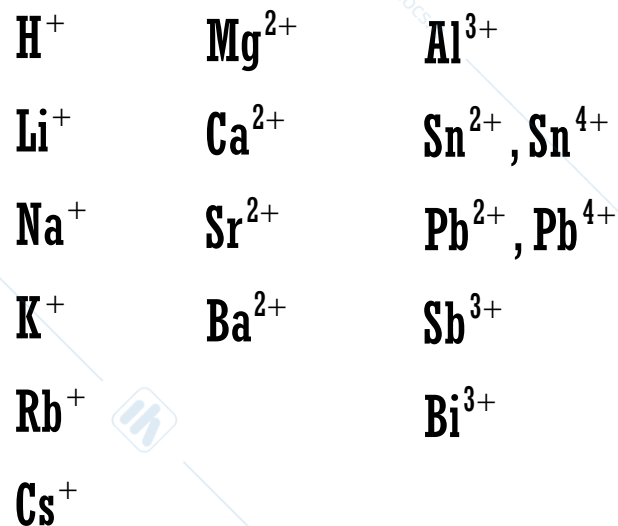 H⁺ Mg²⁺ Al³⁺
Li⁺ Ca²⁺ Sn²⁺ , Sn⁴⁺
Na⁺ Sr²⁺ Pb²⁺ , Pb⁴⁺
K⁺ Ba²⁺ Sb³⁺
Rb⁺ Bi³⁺
Cs⁺